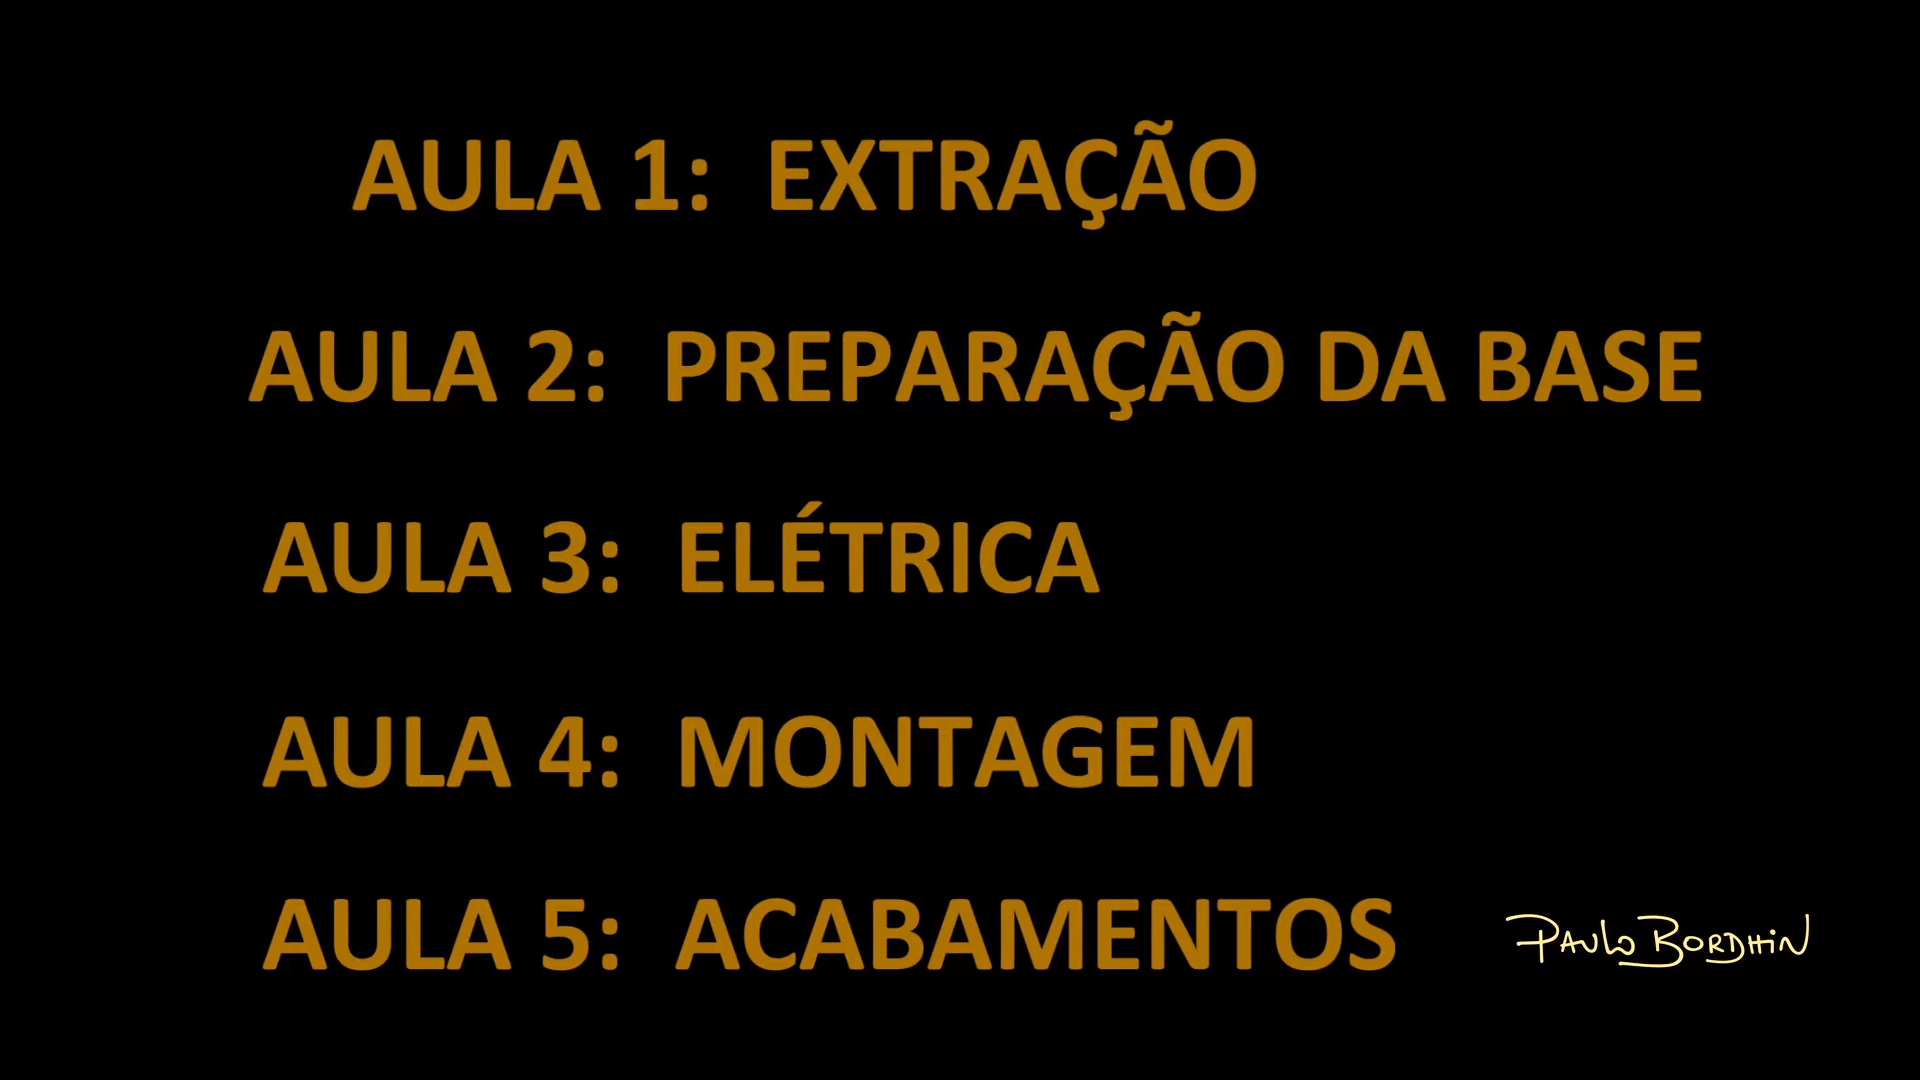 AULA 1: EXTRAÇÃO
AULA 2: PREPARAÇÃO DA BASE
AULA 3: ELÉTRICA
AULA 4: MONTAGEM
AULA 5: ACABAMENTOS
PAULO BORDHIN